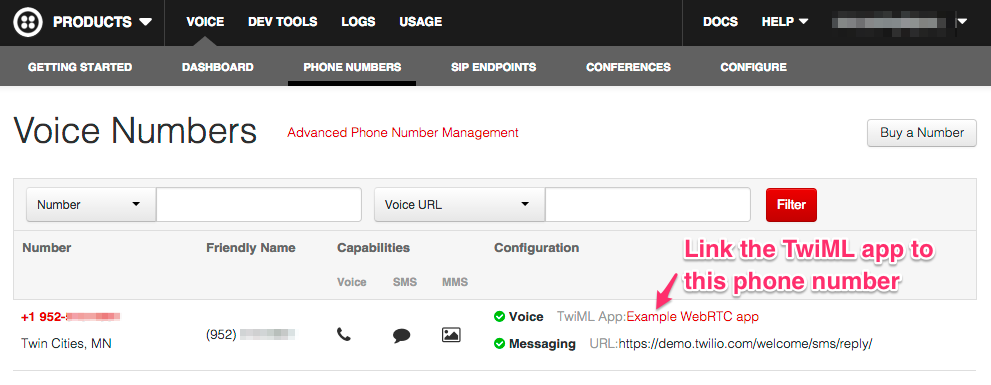 PRODUCTS VOICE DEV TOOLS LOGS USAGE DOCS HELP
GETTING STARTED DASHBOARD PHONE NUMBERS SIP ENDPOINTS CONFERENCES CONFIGURE
Voice Numbers Advanced Phone Number Management Buy a Number
Number Voice URL Filter
Number Friendly Name Capabilities Configuration
Link the TwiML app to
this phone number
Voice SMS MMS
+1 952-
Twin Cities, MN
(952)
Voice TwiML App:Example WebRTC app
Messaging URL:https://demo.twilio.com/welcome/sms/reply/